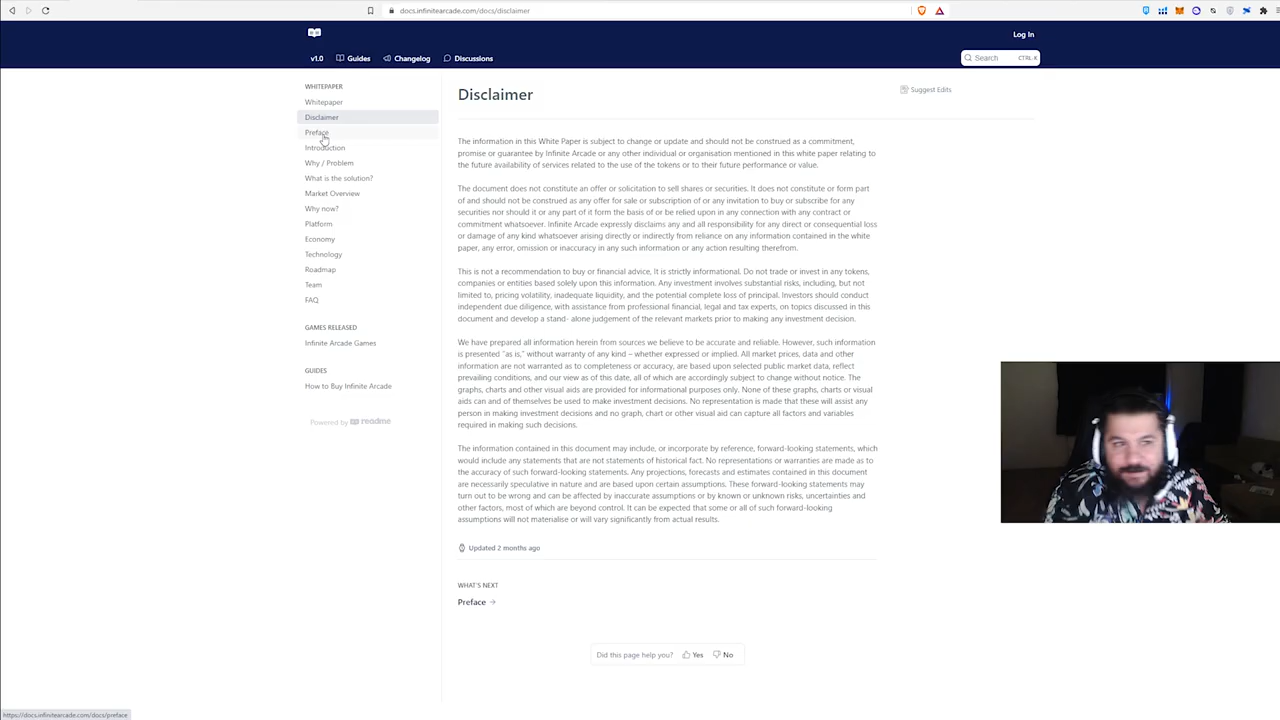 docs.infinitearcade.com/docs/disclaimer
Log In
v1.0
Guides
Changelog
Discussions
Search
CTRL-K
WHITEPAPER
Whitepaper
Disclaimer
Preface
Introduction
Why / Problem
What is the solution?
Market Overview
Why now?
Platform
Economy
Technology
Roadmap
Team
FAQ
GAMES RELEASED
Infinite Arcade Games
GUIDES
How to Buy Infinite Arcade
Powered by readme
Disclaimer
Suggest Edits
The information in this White Paper is subject to change or update and should not be construed as a commitment,
promise or guarantee by Infinite Arcade or any other individual or organisation mentioned in this white paper relating to
the future availability of services related to the use of the tokens or to their future performance or value.
The document does not constitute an offer or solicitation to sell shares or securities. It does not constitute or form part
of and should not be construed as any offer for sale or subscription of or any invitation to buy or subscribe for any
securities nor should it or any part of it form the basis of or be relied upon in any connection with any contract or
commitment whatsoever. Infinite Arcade expressly disclaims any and all responsibility for any direct or consequential loss
or damage of any kind whatsoever arising directly or indirectly from reliance on any information contained in the white
paper, any error, omission or inaccuracy in any such information or any action resulting therefrom.
This is not a recommendation to buy or financial advice, It is strictly informational. Do not trade or invest in any tokens,
companies or entities based solely upon this information. Any investment involves substantial risks, including, but not
limited to, pricing volatility, inadequate liquidity, and the potential complete loss of principal. Investors should conduct
independent due diligence, with assistance from professional financial, legal and tax experts, on topics discussed in this
document and develop a stand- alone judgement of the relevant markets prior to making any investment decision.
We have prepared all information herein from sources we believe to be accurate and reliable. However, such information
is presented "as is," without warranty of any kind – whether expressed or implied. All market prices, data and other
information are not warranted as to completeness or accuracy, are based upon selected public market data, reflect
prevailing conditions, and our view as of this date, all of which are accordingly subject to change without notice. The
graphs, charts and other visual aids are provided for informational purposes only. None of these graphs, charts or visual
aids can and of themselves be used to make investment decisions. No representation is made that these will assist any
person in making investment decisions and no graph, chart or other visual aid can capture all factors and variables
required in making such decisions.
The information contained in this document may include, or incorporate by reference, forward-looking statements, which
would include any statements that are not statements of historical fact. No representations or warranties are made as to
the accuracy of such forward-looking statements. Any projections, forecasts and estimates contained in this document
are necessarily speculative in nature and are based upon certain assumptions. These forward-looking statements may
turn out to be wrong and can be affected by inaccurate assumptions or by known or unknown risks, uncertainties and
other factors, most of which are beyond control. It can be expected that some or all of such forward-looking
assumptions will not materialise or will vary significantly from actual results.
Updated 2 months ago
WHAT'S NEXT
Preface
Did this page help you?
Yes
No
https://docs.infinitearcade.com/docs/preface